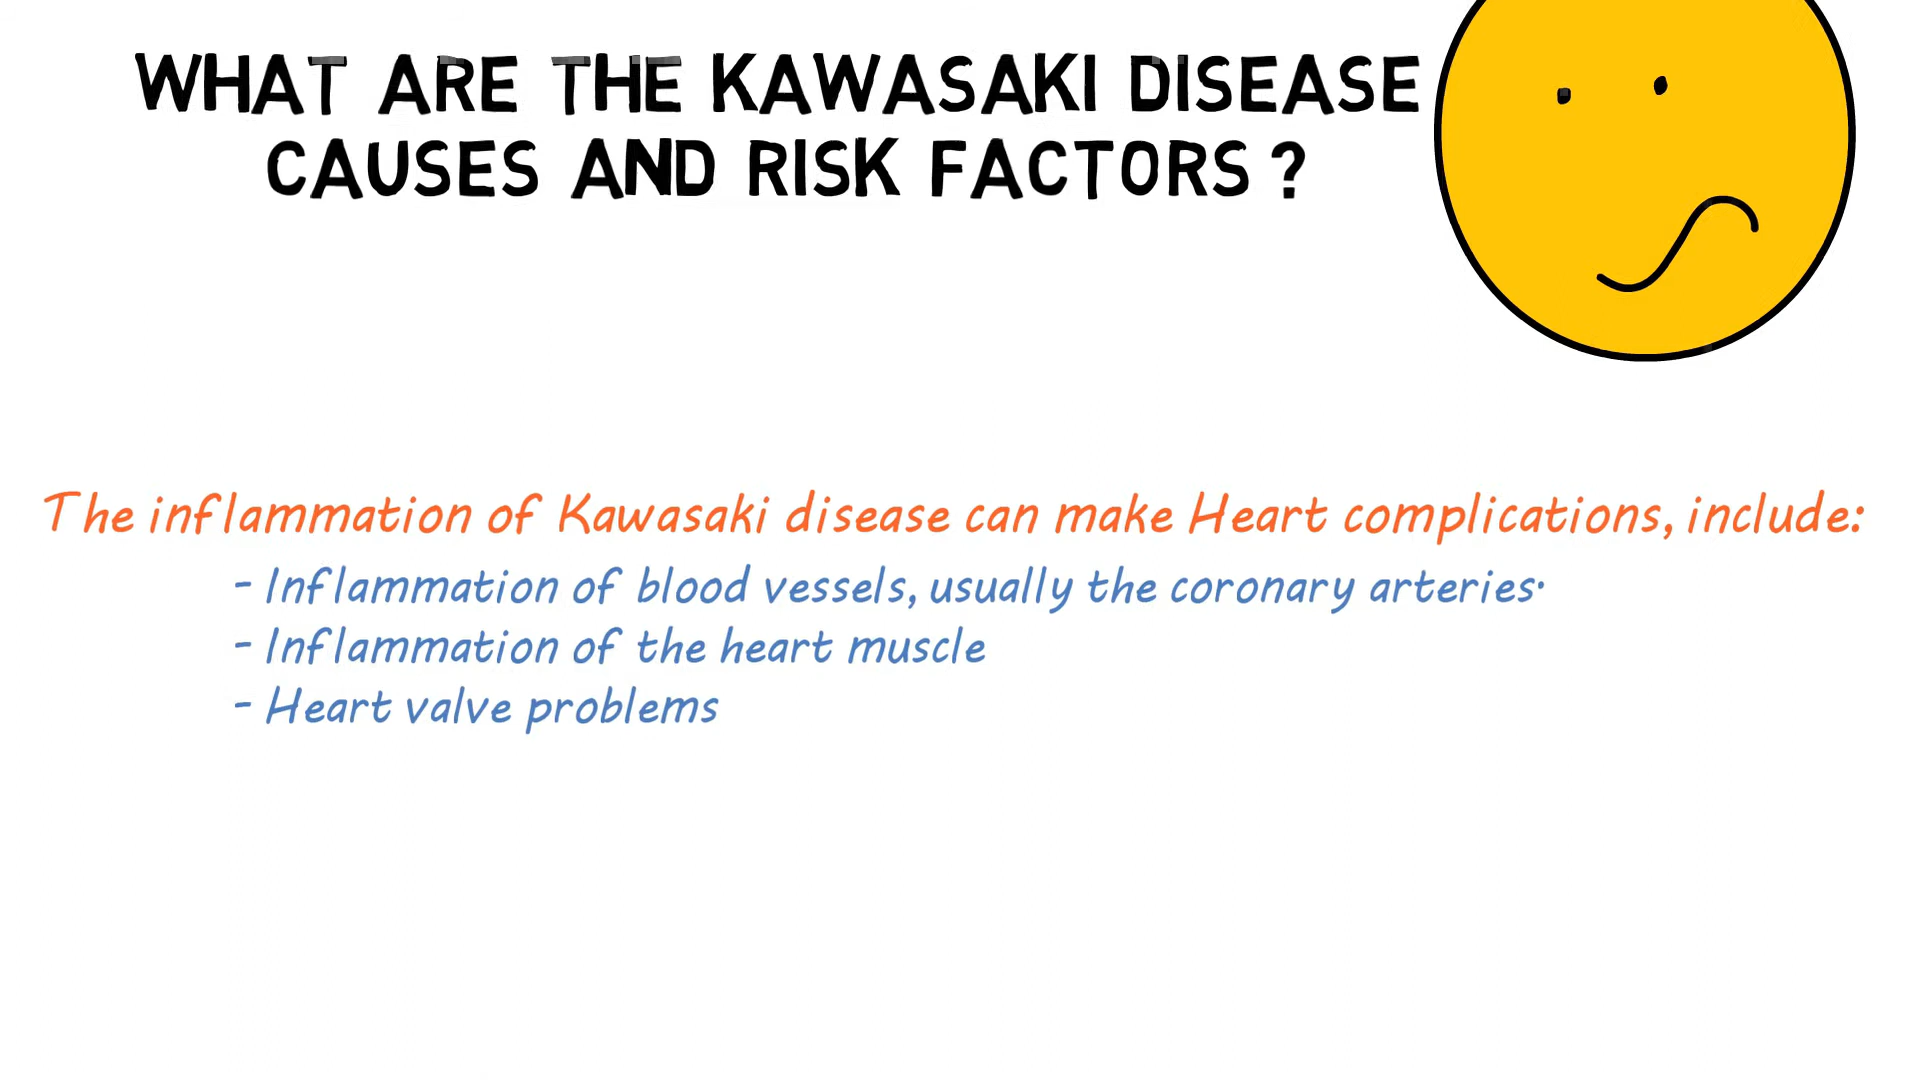 WHAT ARE THE KAWASAKI DISEASE
CAUSES AND RISK FACTORS ?
The inflammation of Kawasaki disease can make Heart complications, include:
- Inflammation of blood vessels, usually the coronary arteries.
- Inflammation of the heart muscle
- Heart valve problems